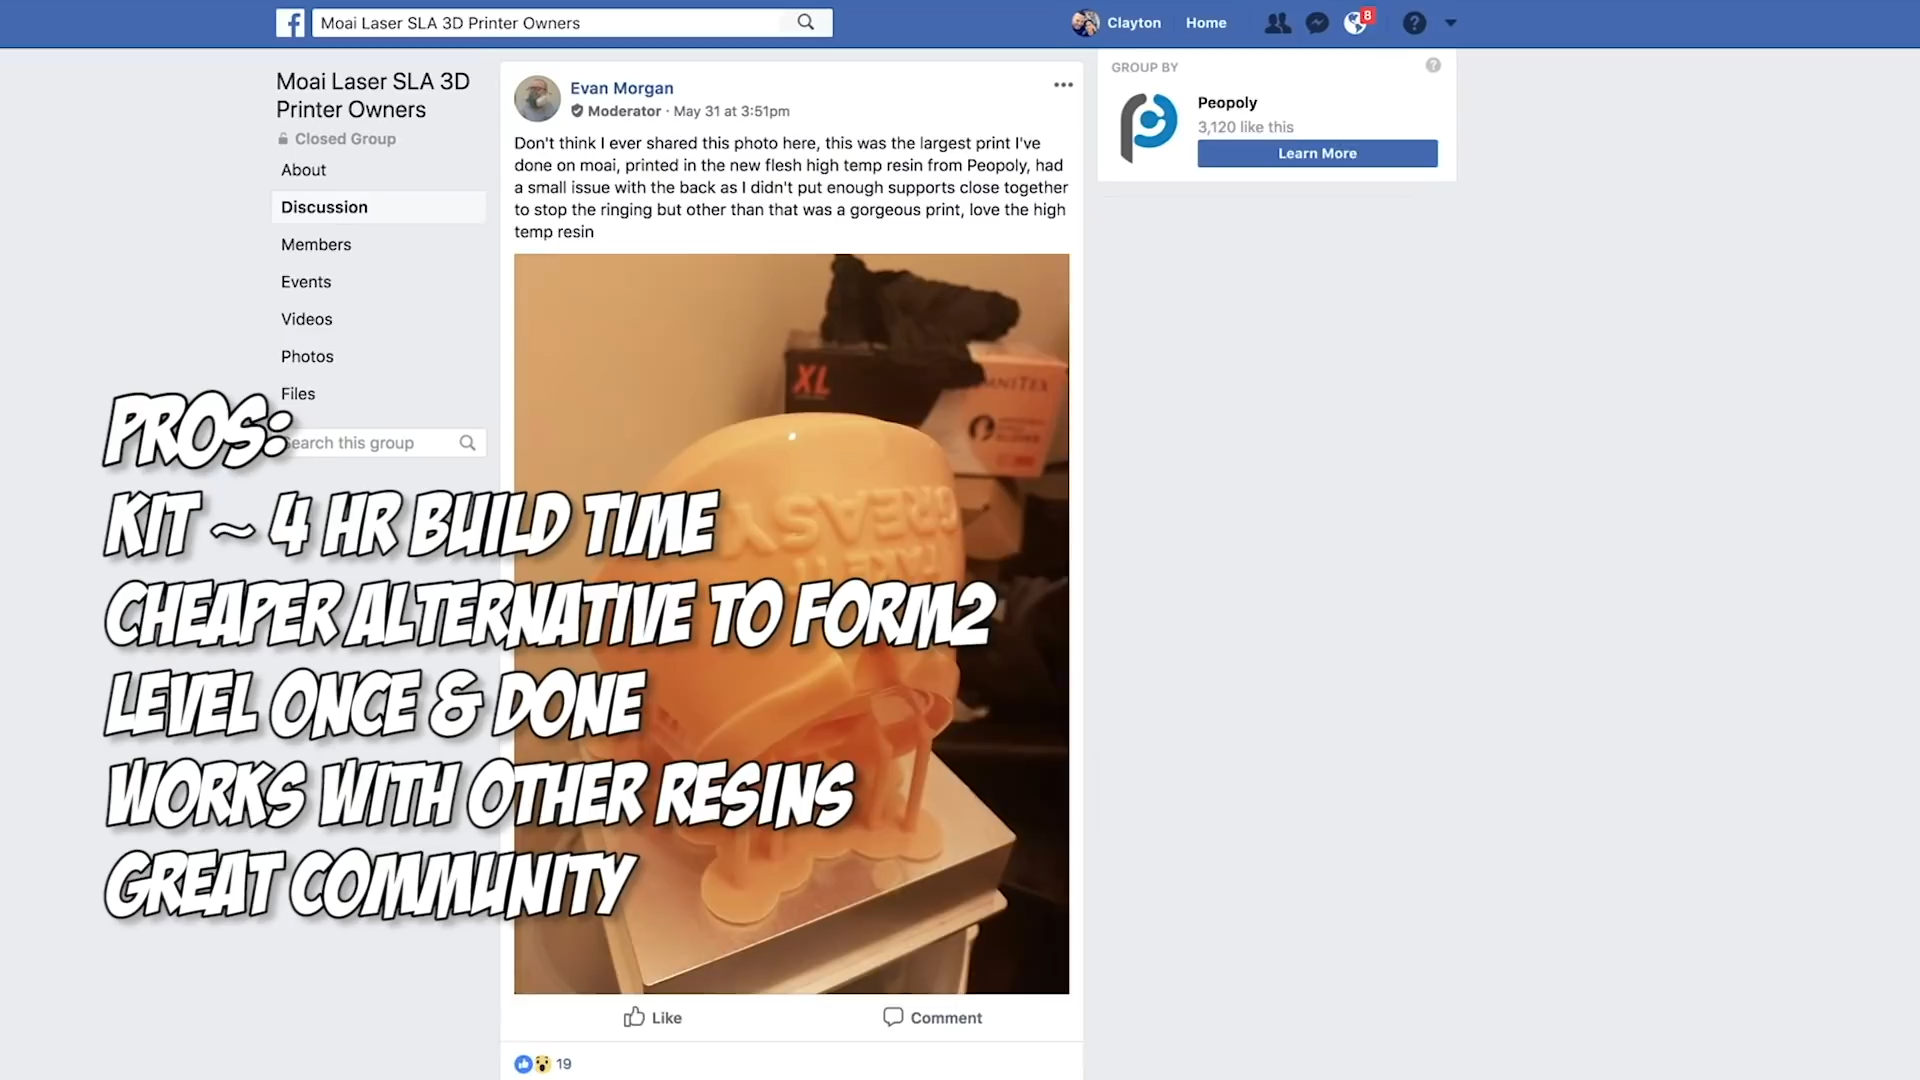 Moai Laser SLA 3D Printer Owners
Clayton
Home
8
Moai Laser SLA 3D
Printer Owners
Closed Group
About
Discussion
Members
Events
Videos
Photos
Files
Search this group
Evan Morgan
Moderator · May 31 at 3:51pm
Don't think I ever shared this photo here, this was the largest print I've
done on moai, printed in the new flesh high temp resin from Peopoly, had
a small issue with the back as I didn't put enough supports close together
to stop the ringing but other than that was a gorgeous print, love the high
temp resin
XL
GREASY
TAKE IT
Like
Comment
19
GROUP BY
Peopoly
3,120 like this
Learn More
PROS:
KIT ~ 4 HR BUILD TIME
CHEAPER ALTERNATIVE TO FORM2
LEVEL ONCE & DONE
WORKS WITH OTHER RESINS
GREAT COMMUNITY